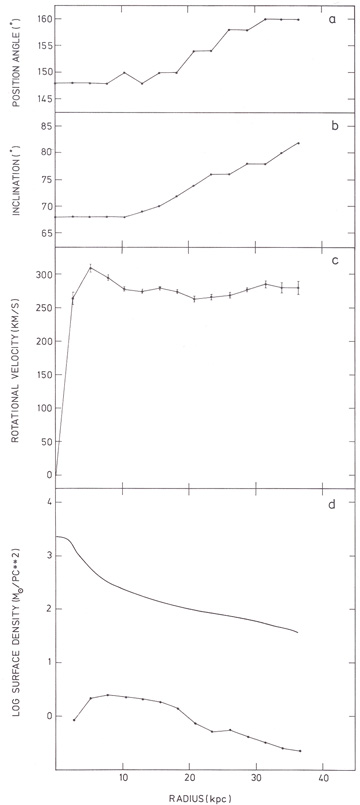 a
POSITION ANGLE (°)
160
155
150
145
b
INCLINATION (°)
85
80
75
70
65
c
ROTATIONAL VELOCITY (KM/S)
300
250
200
150
100
50
0
d
LOG SURFACE DENSITY (M⊙/PC**2)
4
3
2
1
0
10 20 30 40
RADIUS (kpc)